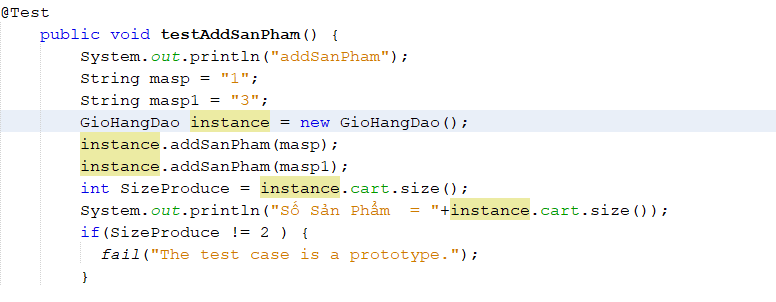 @Test
public void testAddSanPham() {
System.out.println("addSanPham");
String masp = "1";
String masp1 = "3";
GioHangDao instance = new GioHangDao();
instance.addSanPham(masp);
instance.addSanPham(masp1);
int SizeProduce = instance.cart.size();
System.out.println("Số Sản Phẩm  = "+instance.cart.size());
if(SizeProduce != 2 ) {
fail("The test case is a prototype.");
}